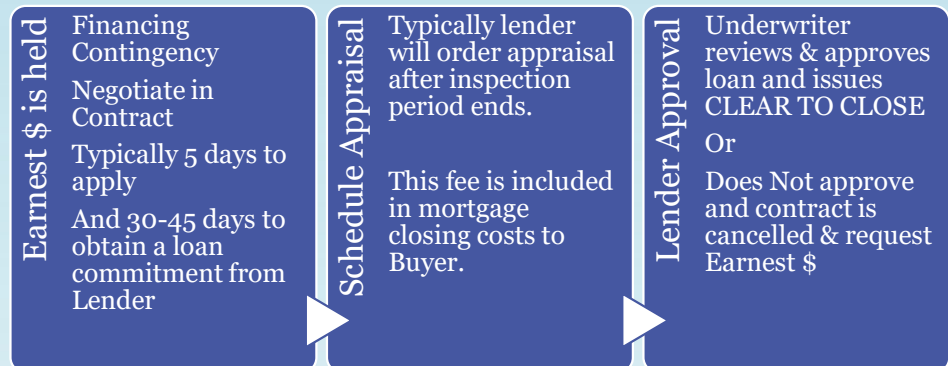 Earnest $ is held
Financing
Contingency
Negotiate in
Contract
Typically 5 days to
apply
And 30-45 days to
obtain a loan
commitment from
Lender
Schedule Appraisal
Typically lender
will order appraisal
after inspection
period ends.
This fee is included
in mortgage
closing costs to
Buyer.
Lender Approval
Underwriter
reviews & approves
loan and issues
CLEAR TO CLOSE
Or
Does Not approve
and contract is
cancelled & request
Earnest $